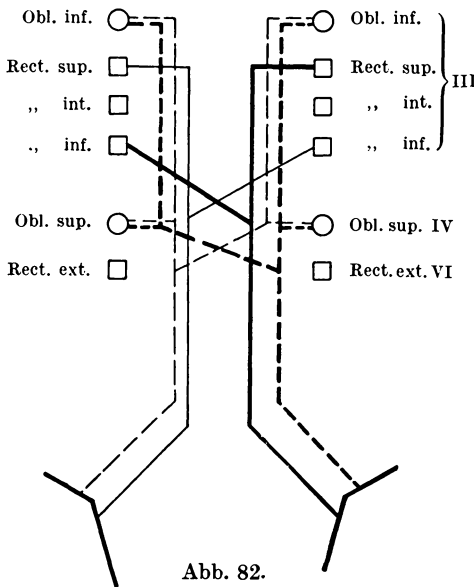 Obl. inf. Obl. inf.
Rect. sup. Rect. sup.
„ int. „ int. III
„ inf. „ inf.
Obl. sup. Obl. sup. IV
Rect. ext. Rect. ext. VI
Abb. 82.